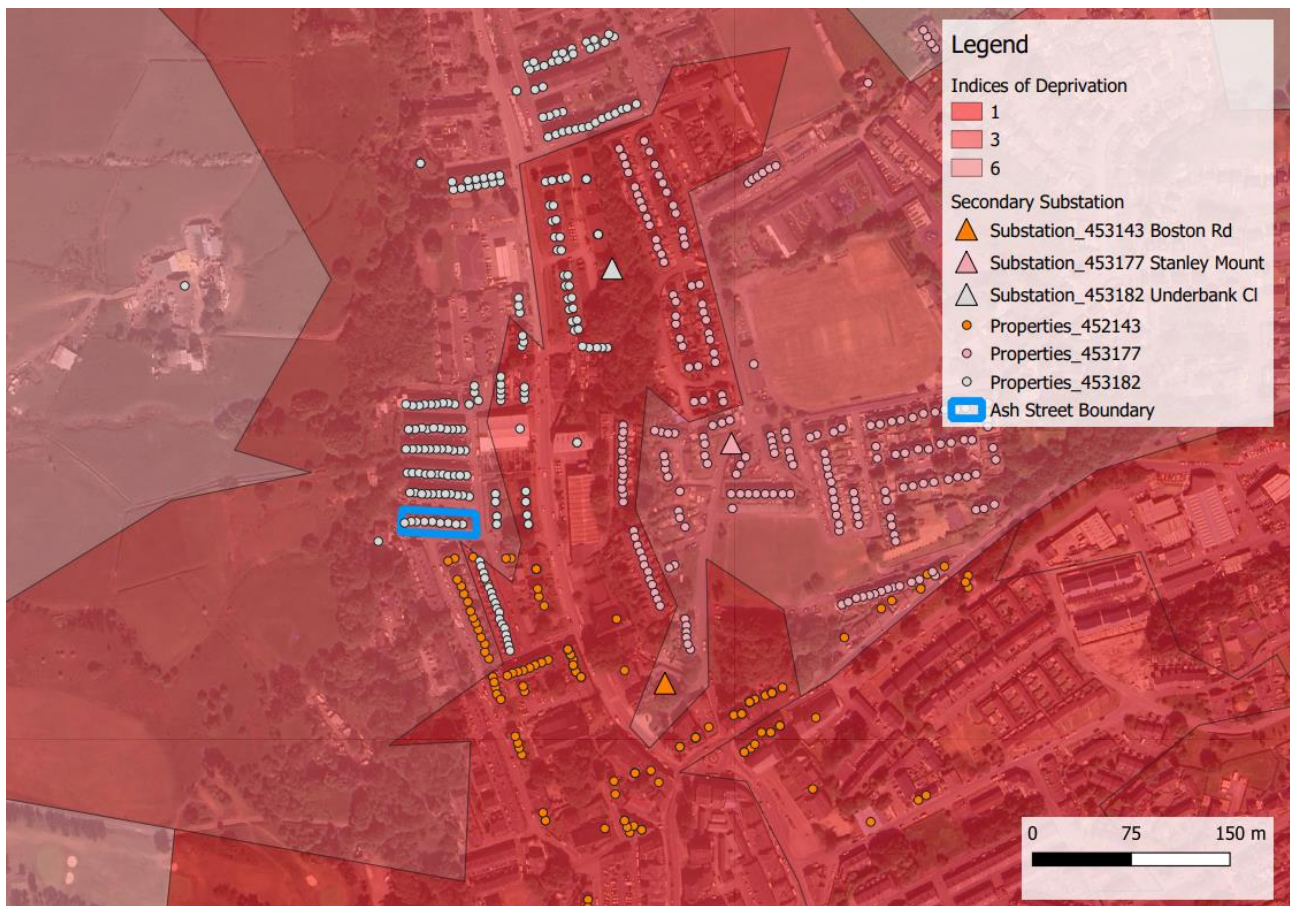 Legend
Indices of Deprivation
1
3
6
Secondary Substation
Substation_453143 Boston Rd
Substation_453177 Stanley Mount
Substation_453182 Underbank Cl
Properties_452143
Properties_453177
Properties_453182
Ash Street Boundary
0 75 150 m